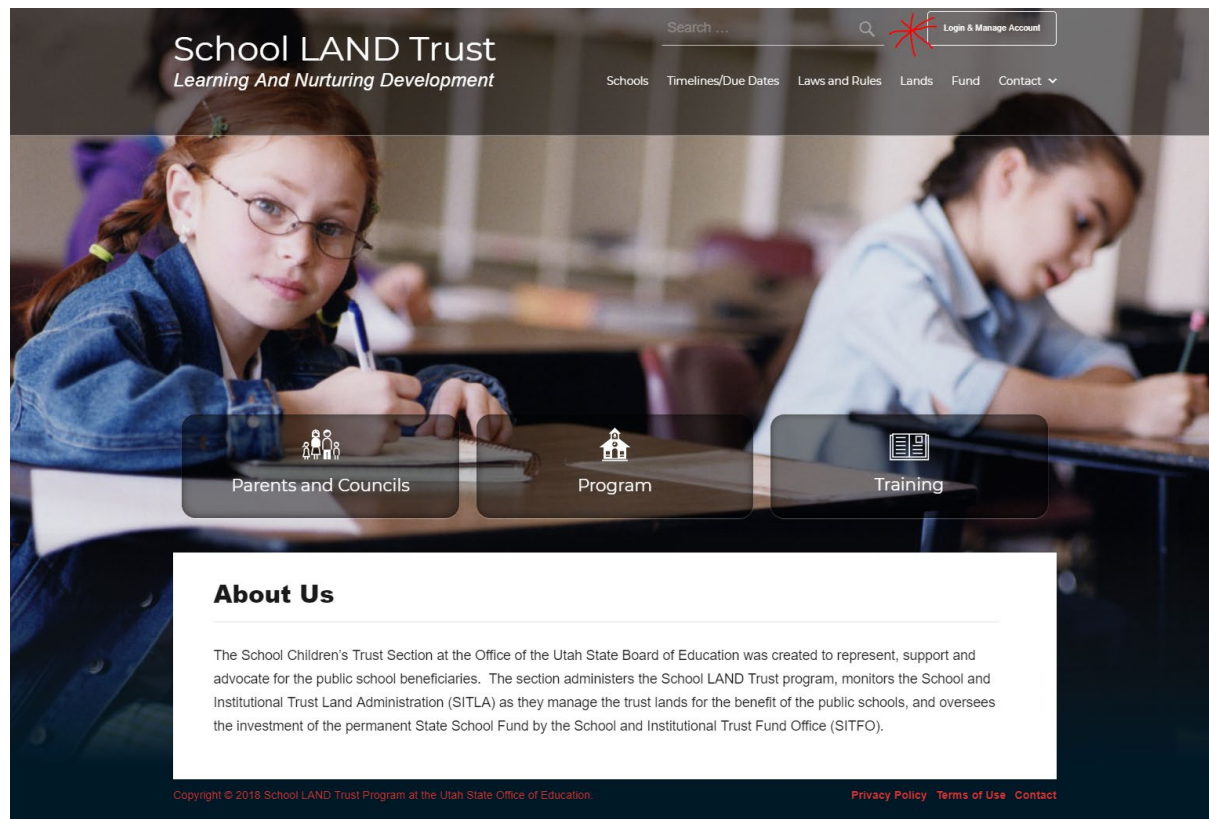 School LAND Trust
Learning And Nurturing Development
Search ...
Login & Manage Account
Schools Timelines/Due Dates Laws and Rules Lands Fund Contact
Parents and Councils
Program
Training
About Us
The School Children’s Trust Section at the Office of the Utah State Board of Education was created to represent, support and
advocate for the public school beneficiaries.  The section administers the School LAND Trust program, monitors the School and
Institutional Trust Land Administration (SITLA) as they manage the trust lands for the benefit of the public schools, and oversees
the investment of the permanent State School Fund by the School and Institutional Trust Fund Office (SITFO).
Copyright © 2018 School LAND Trust Program at the Utah State Office of Education.
Privacy Policy Terms of Use Contact